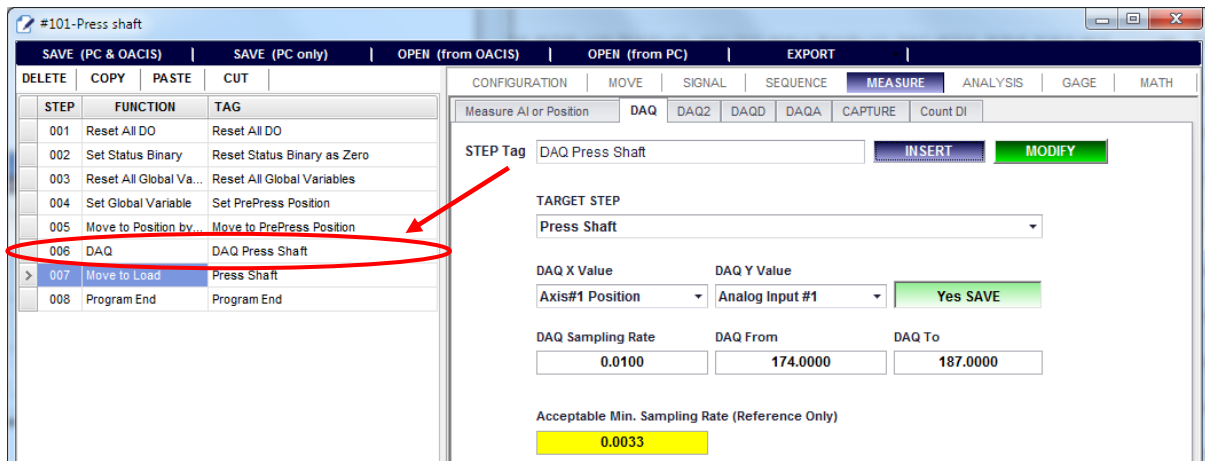 #101-Press shaft
SAVE (PC & OACIS) | SAVE (PC only) | OPEN (from OACIS) | OPEN (from PC) | EXPORT |
DELETE COPY PASTE CUT
STEP FUNCTION TAG
001 Reset All DO Reset All DO
002 Set Status Binary Reset Status Binary as Zero
003 Reset All Global Va... Reset All Global Variables
004 Set Global Variable Set PrePress Position
005 Move to Position by... Move to PrePress Position
006 DAQ DAQ Press Shaft
007 Move to Load Press Shaft
008 Program End Program End
CONFIGURATION MOVE SIGNAL SEQUENCE MEASURE ANALYSIS GAGE MATH
Measure AI or Position DAQ DAQ2 DAQD DAQA CAPTURE Count DI
STEP Tag DAQ Press Shaft INSERT MODIFY
TARGET STEP
Press Shaft
DAQ X Value DAQ Y Value
Axis#1 Position Analog Input #1 Yes SAVE
DAQ Sampling Rate DAQ From DAQ To
0.0100 174.0000 187.0000
Acceptable Min. Sampling Rate (Reference Only)
0.0033